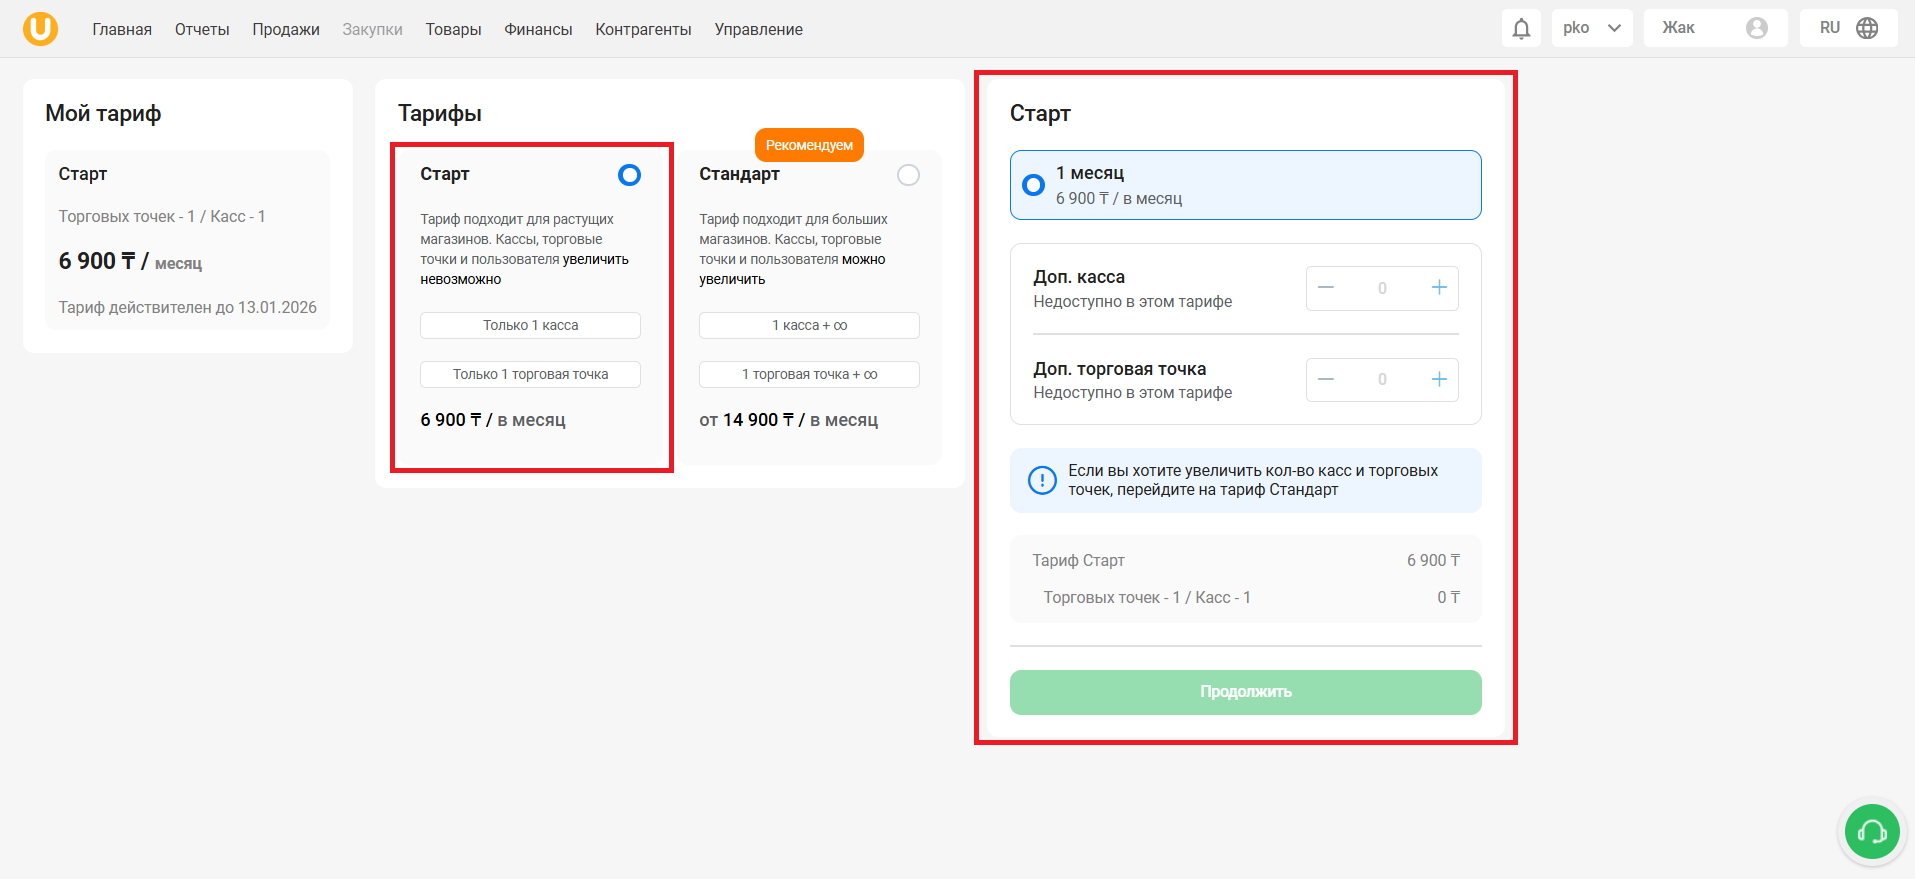 U
Главная Отчеты Продажи Закупки Товары Финансы Контрагенты Управление
pko
Жак
RU
Мой тариф
Старт
Торговых точек - 1 / Касс - 1
6 900 ₸ / месяц
Тариф действителен до 13.01.2026
Тарифы
Старт
Тариф подходит для растущих
магазинов. Кассы, торговые
точки и пользователя увеличить
невозможно
Только 1 касса
Только 1 торговая точка
6 900 ₸ / в месяц
Рекомендуем
Стандарт
Тариф подходит для больших
магазинов. Кассы, торговые
точки и пользователя можно
увеличить
1 касса + ∞
1 торговая точка + ∞
от 14 900 ₸ / в месяц
Старт
1 месяц
6 900 ₸ / в месяц
Доп. касса
Недоступно в этом тарифе
— 0 +
Доп. торговая точка
Недоступно в этом тарифе
— 0 +
Если вы хотите увеличить кол-во касс и торговых
точек, перейдите на тариф Стандарт
Тариф Старт 6 900 ₸
Торговых точек - 1 / Касс - 1 0 ₸
Продолжить